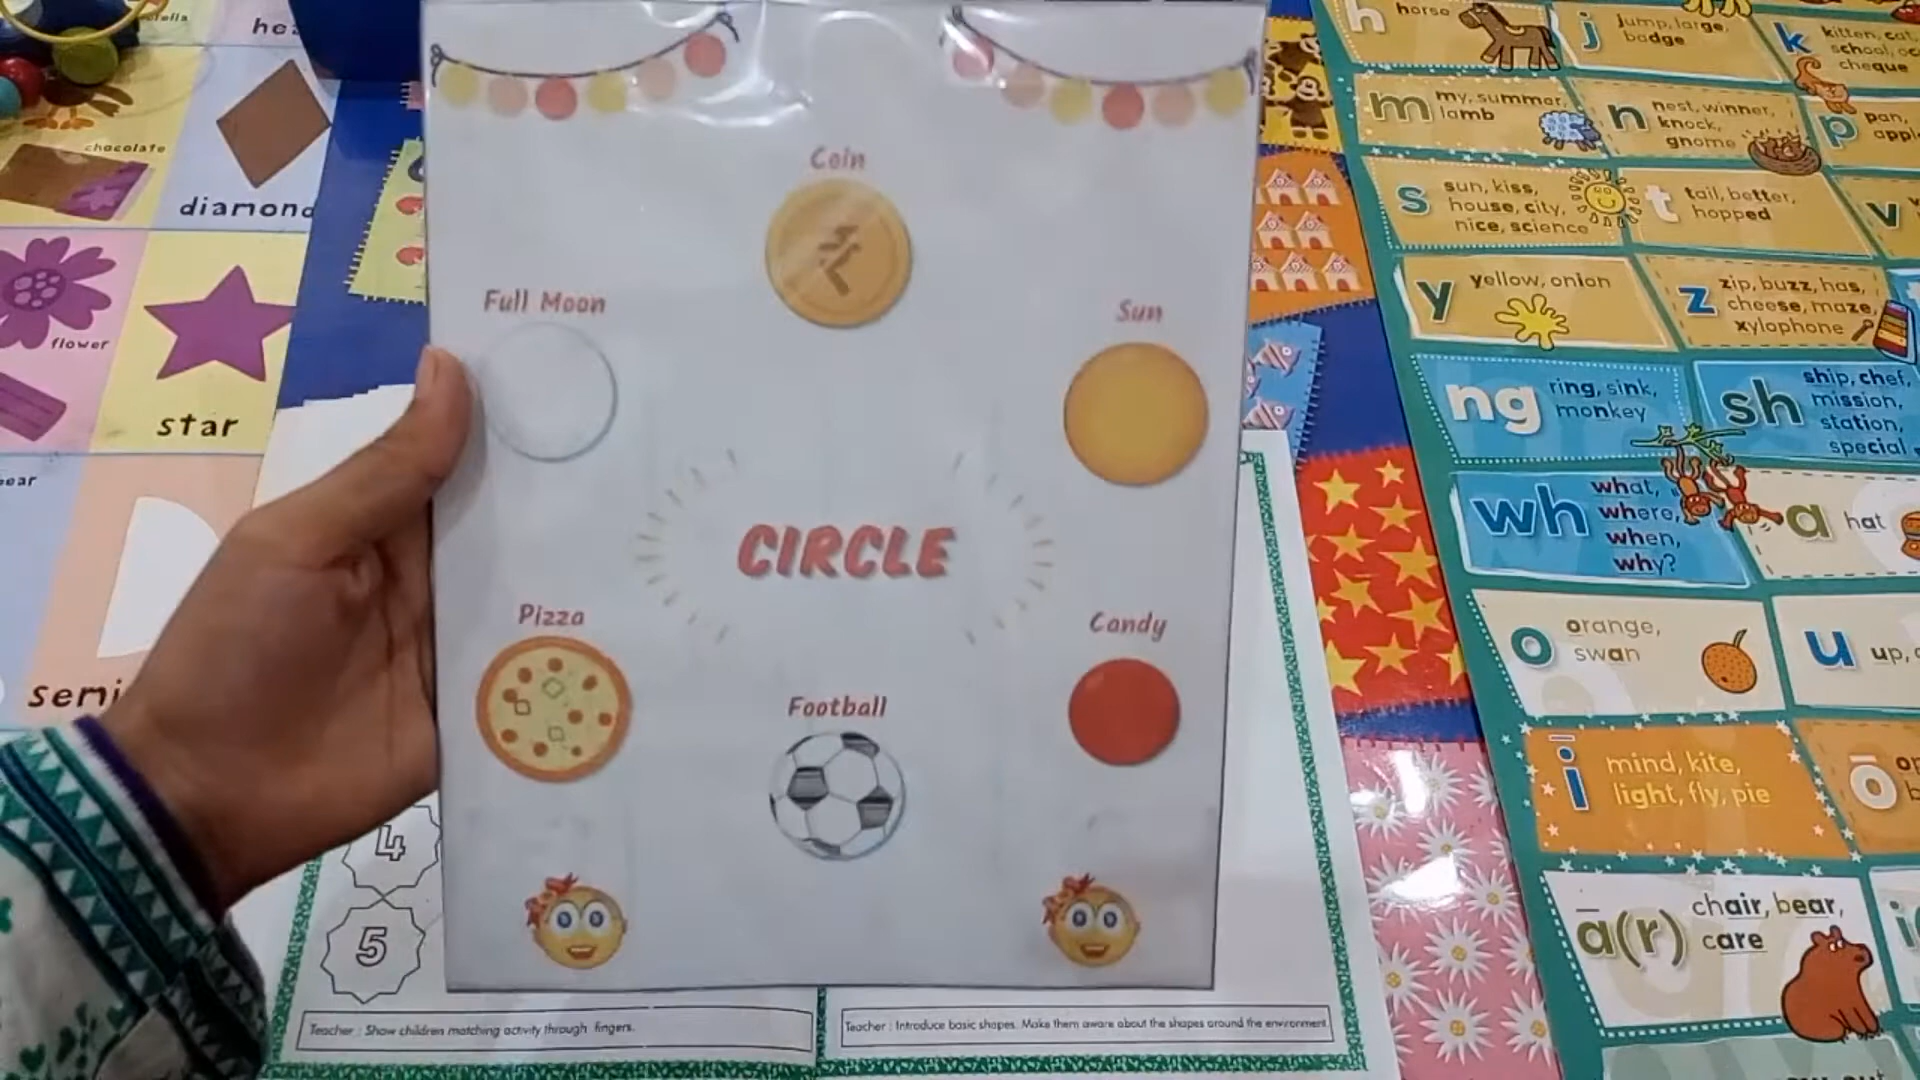 chocolate
diamond
flower
star
Coin
₹
Full Moon
Sun
CIRCLE
Pizza
Candy
Football
4
5
Teacher : Show children matching activity through fingers.
Teacher : Introduce basic shapes. Make them aware about the shapes around the environment.
h
horse
j
jump, large,
badge
k
kitten, cat,
cheque
m
my, summer,
lamb
n
nest, winner,
knock,
gnome
p
pan,
s
sun, kiss,
house, city,
nice, science
t
tail, better,
hopped
v
y
yellow, onion
z
zip, buzz, has,
cheese, maze,
xylophone
ng
ring, sink,
monkey
sh
ship, chef,
mission,
station,
special
wh
what,
where,
when,
why?
a
hat
o
orange,
swan
u
up,
ī
mind, kite,
light, fly, pie
ō
ā(r)
chair, bear,
care